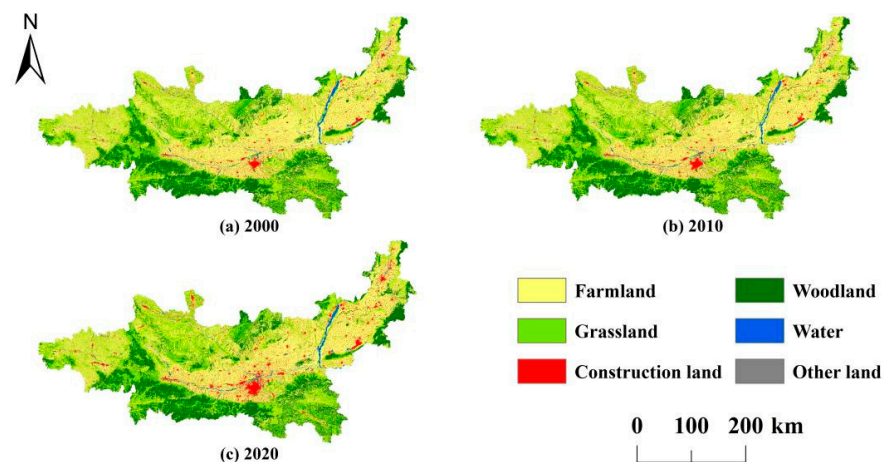 N
(a) 2000
(b) 2010
(c) 2020
Farmland
Woodland
Grassland
Water
Construction land
Other land
0 100 200 km